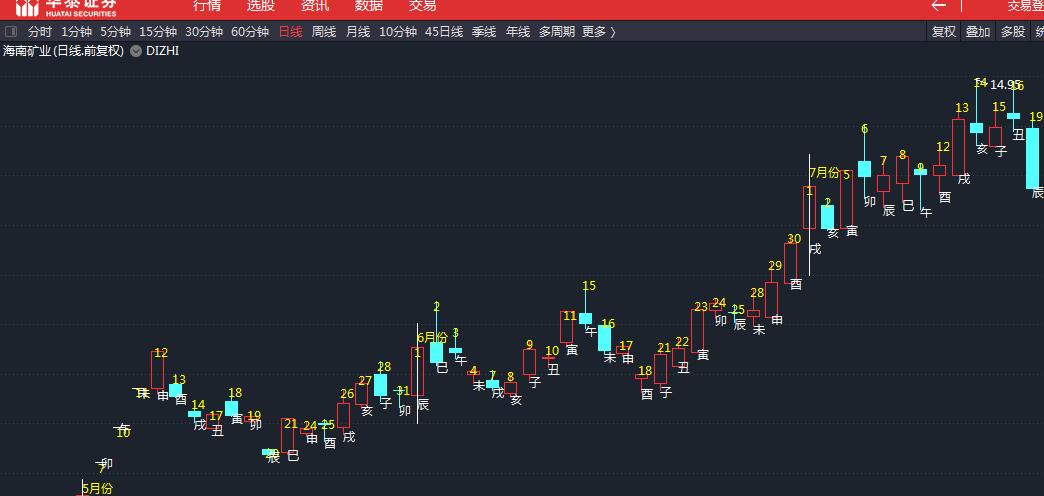 华泰证券
HUATAI SECURITIES
行情 选股 资讯 数据 交易
交易登
分时 1分钟 5分钟 15分钟 30分钟 60分钟 日线 周线 月线 10分钟 45日线 季线 年线 多周期 更多 〉
复权 叠加 多股
海南矿业(日线.前复权) DIZHI
5月份
7 卯
10 午
11 未
12 申
13 酉
14 戌
17 丑
18 寅
19 卯
20 辰
21 巳
24 申
25 酉
26 戌
27 亥
28 子
31 卯
6月份
1 辰
2 巳
3 午
4 未
7 戌
8 亥
9 子
10 丑
11 寅
15 午
16 未
17 申
18 酉
21 子
22 丑
23 寅
24 卯
25 辰
28 未
29 申
30 酉
7月份
1 戌
2 亥
5 寅
6 卯
7 辰
8 巳
9 午
12 酉
13 戌
14 亥
14.95
15 子
16 丑
19 辰